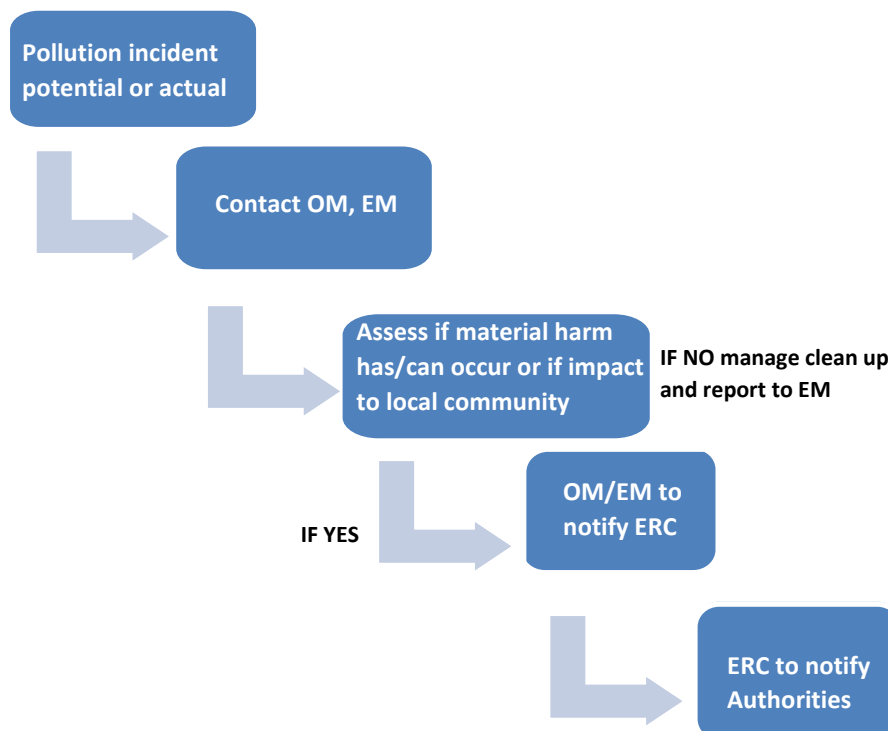 Pollution incident
potential or actual
Contact OM, EM
Assess if material harm
has/can occur or if impact
to local community
IF NO manage clean up
and report to EM
OM/EM to
notify ERC
IF YES
ERC to notify
Authorities